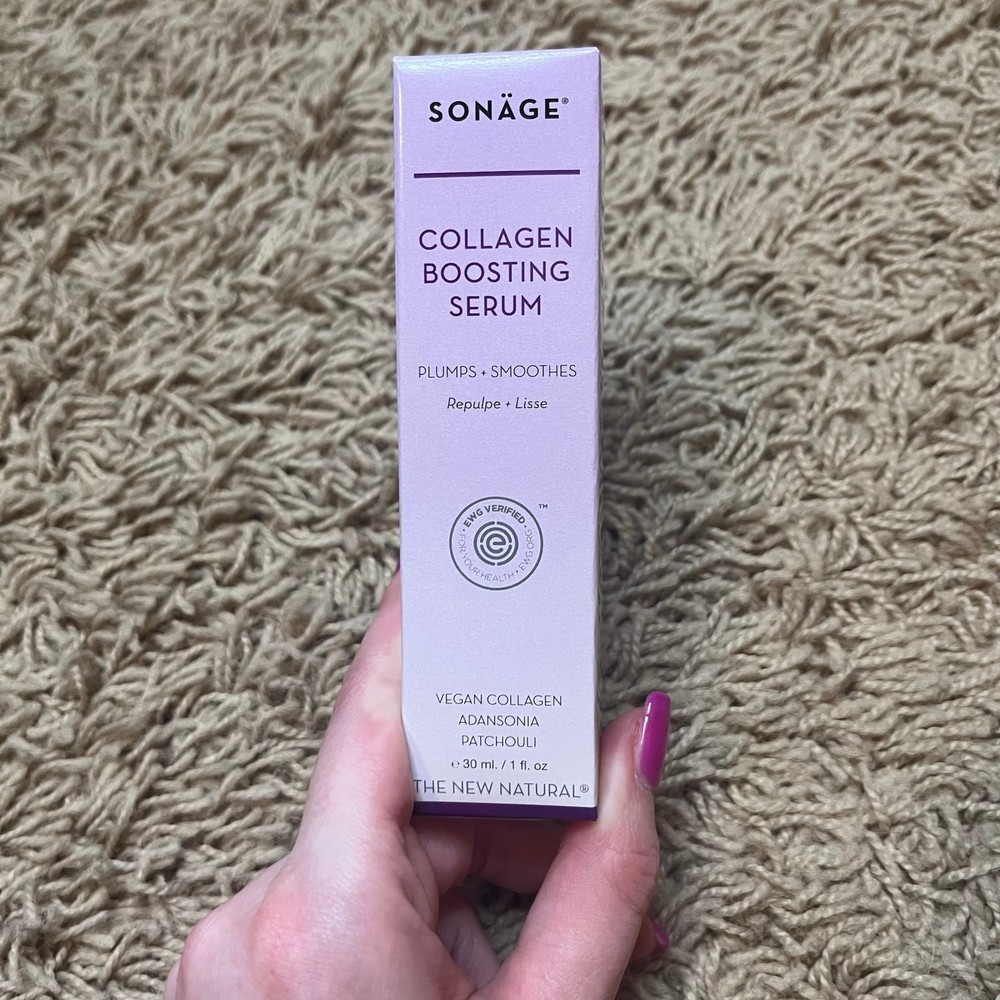 SONÄGE®
COLLAGEN
BOOSTING
SERUM
PLUMPS + SMOOTHES
Repulpe + Lisse
EWG VERIFIED • FOR YOUR HEALTH • EWG.ORG •
™
VEGAN COLLAGEN
ADANSONIA
PATCHOULI
℮ 30 ml. / 1 fl. oz
THE NEW NATURAL®